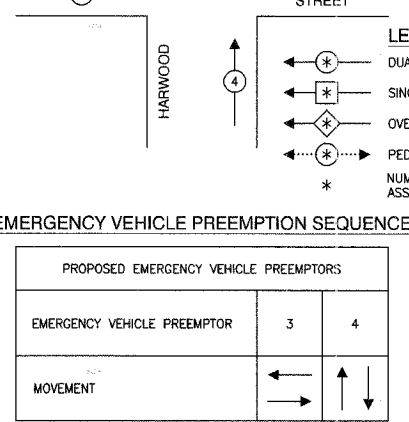 STREET
LE
HARWOOD
4
* DUA
* SING
* OVE
* PED
* NUM
ASS
EMERGENCY VEHICLE PREEMPTION SEQUENCE
PROPOSED EMERGENCY VEHICLE PREEMPTORS
EMERGENCY VEHICLE PREEMPTOR 3 4
MOVEMENT